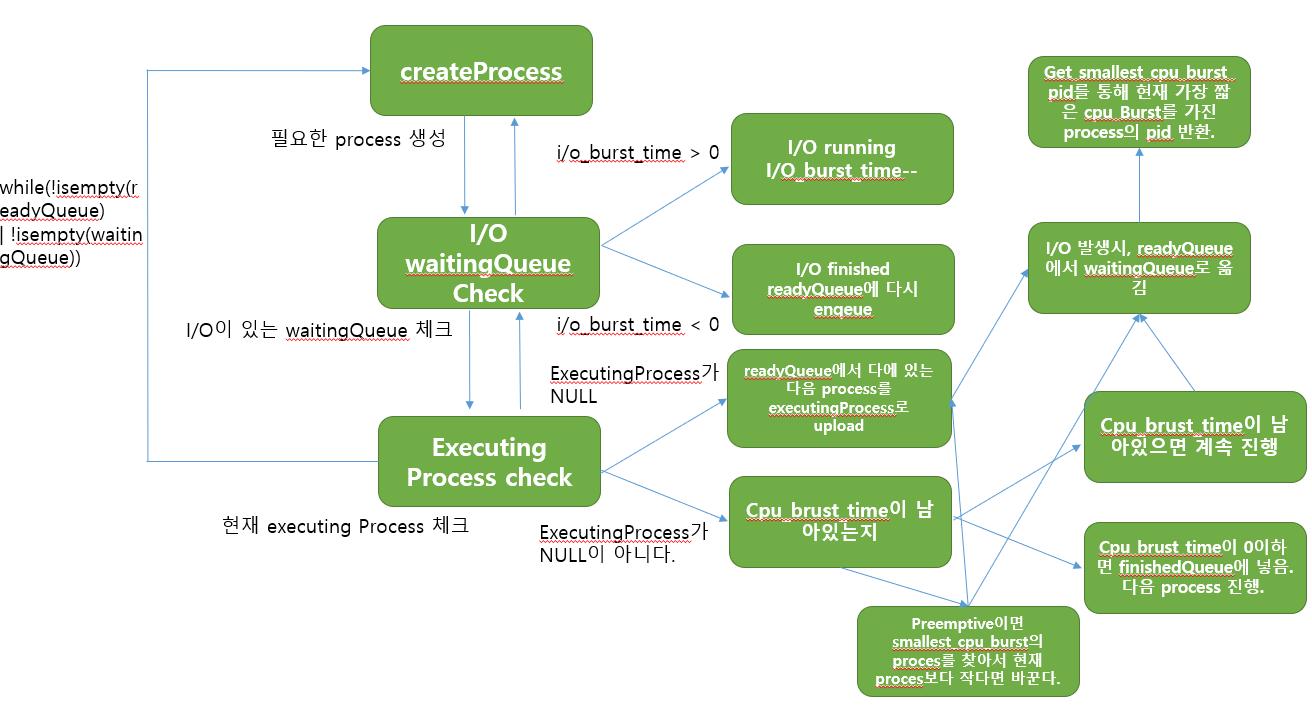 createProcess
필요한 process 생성
while(!isempty(r
eadyQueue)
| !isempty(waitin
gQueue))
I/O
waitingQueue
Check
I/O이 있는 waitingQueue 체크
Executing
Process check
현재 executing Process 체크
i/o_burst_time > 0
I/O running
I/O_burst_time--
I/O finished
readyQueue에 다시
enqeue
i/o_burst_time < 0
ExecutingProcess가
NULL
readyQueue에서 다에 있는
다음 process를
executingProcess로
upload
ExecutingProcess가
NULL이 아니다.
Cpu_brust_time이 남
아있는지
Get_smallest_cpu_burst_
pid를 통해 현재 가장 짧
은 cpu_Burst를 가진
process의 pid 반환.
I/O 발생시, readyQueue
에서 waitingQueue로 옮
김
Cpu_brust_time이 남
아있으면 계속 진행
Cpu_brust_time이 0이하
면 finishedQueue에 넣음.
다음 process 진행.
Preemptive이면
smallest_cpu_burst의
proces를 찾아서 현재
proces보다 작다면 바꾼다.